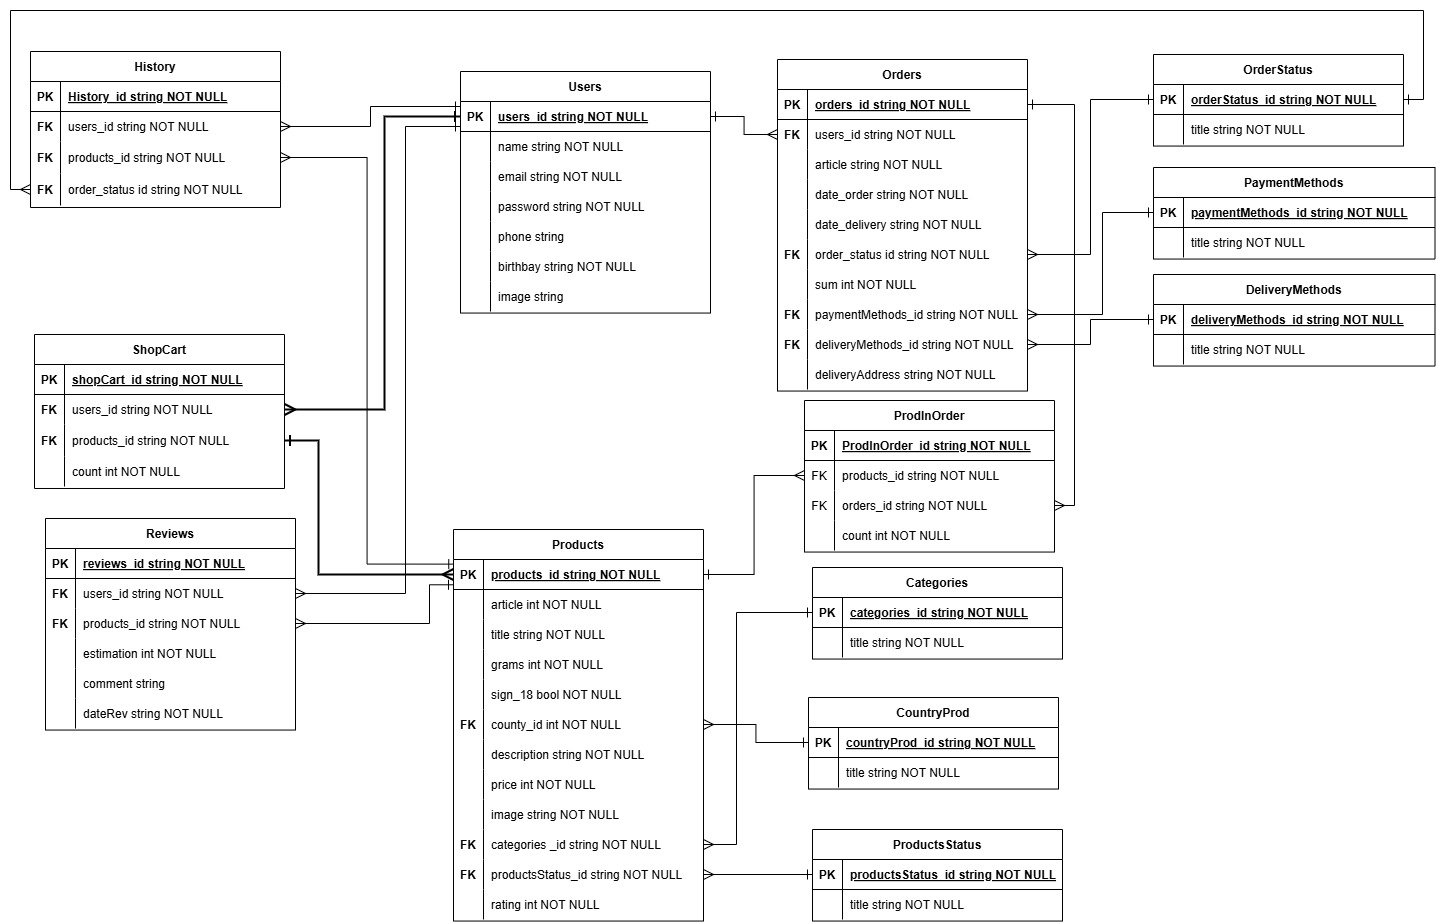 History
PK History_id string NOT NULL
FK users_id string NOT NULL
FK products_id string NOT NULL
FK order_status id string NOT NULL
Users
PK users_id string NOT NULL
name string NOT NULL
email string NOT NULL
password string NOT NULL
phone string
birthbay string NOT NULL
image string
Orders
PK orders_id string NOT NULL
FK users_id string NOT NULL
article string NOT NULL
date_order string NOT NULL
date_delivery string NOT NULL
FK order_status id string NOT NULL
sum int NOT NULL
FK paymentMethods_id string NOT NULL
FK deliveryMethods_id string NOT NULL
deliveryAddress string NOT NULL
OrderStatus
PK orderStatus_id string NOT NULL
title string NOT NULL
PaymentMethods
PK paymentMethods_id string NOT NULL
title string NOT NULL
DeliveryMethods
PK deliveryMethods_id string NOT NULL
title string NOT NULL
ShopCart
PK shopCart_id string NOT NULL
FK users_id string NOT NULL
FK products_id string NOT NULL
count int NOT NULL
ProdInOrder
PK ProdInOrder_id string NOT NULL
FK products_id string NOT NULL
FK orders_id string NOT NULL
count int NOT NULL
Reviews
PK reviews_id string NOT NULL
FK users_id string NOT NULL
FK products_id string NOT NULL
estimation int NOT NULL
comment string
dateRev string NOT NULL
Products
PK products_id string NOT NULL
article int NOT NULL
title string NOT NULL
grams int NOT NULL
sign_18 bool NOT NULL
FK county_id int NOT NULL
description string NOT NULL
price int NOT NULL
image string NOT NULL
FK categories _id string NOT NULL
FK productsStatus_id string NOT NULL
rating int NOT NULL
Categories
PK categories_id string NOT NULL
title string NOT NULL
CountryProd
PK countryProd_id string NOT NULL
title string NOT NULL
ProductsStatus
PK productsStatus_id string NOT NULL
title string NOT NULL